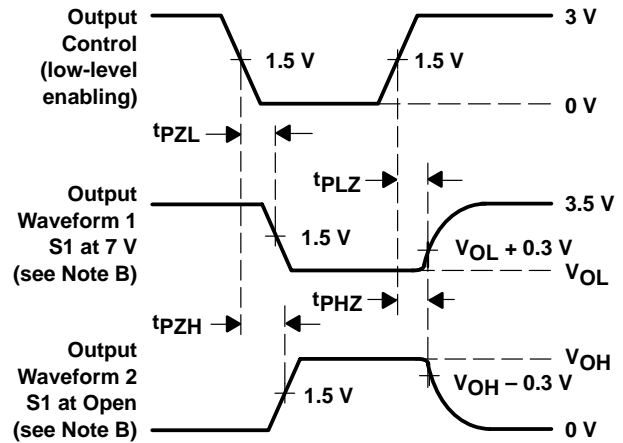 Output
Control
(low-level
enabling)
3 V
1.5 V
1.5 V
0 V
tPZL
tPLZ
Output
Waveform 1
S1 at 7 V
(see Note B)
3.5 V
1.5 V
VOL + 0.3 V
VOL
tPZH
tPHZ
Output
Waveform 2
S1 at Open
(see Note B)
VOH
1.5 V
VOH – 0.3 V
0 V